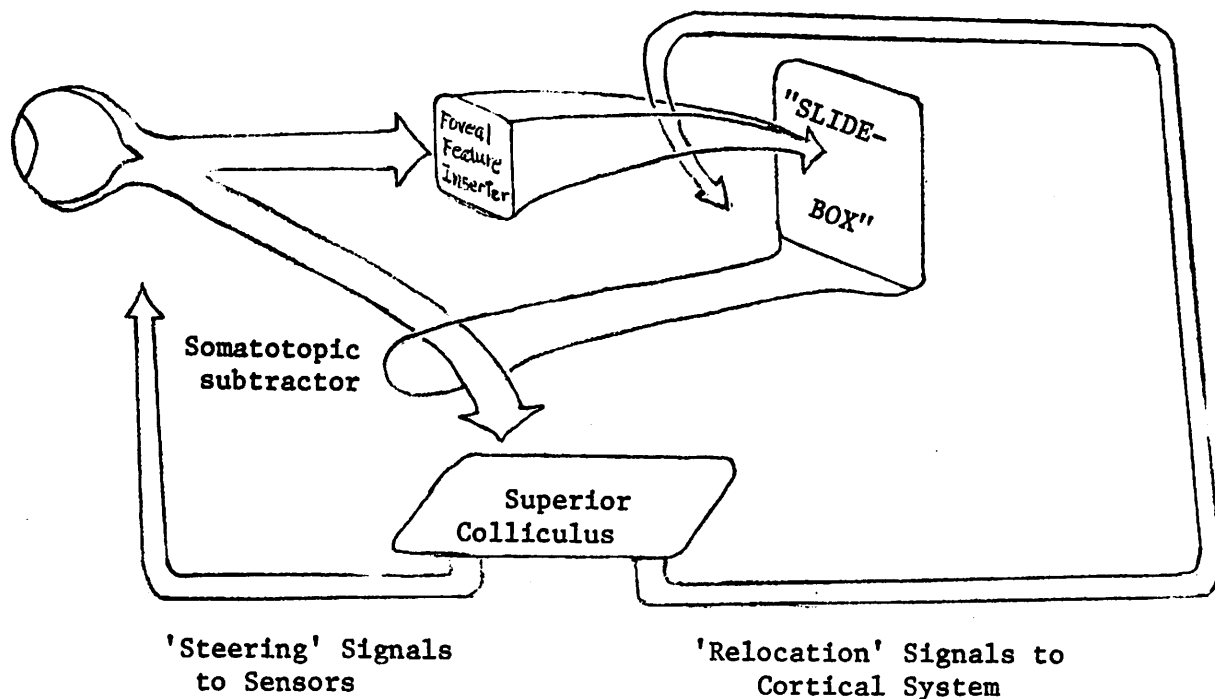 Foveal
Feature
Inserter
"SLIDE-
BOX"
Somatotopic
subtractor
Superior
Colliculus
'Steering' Signals
to Sensors
'Relocation' Signals to
Cortical System